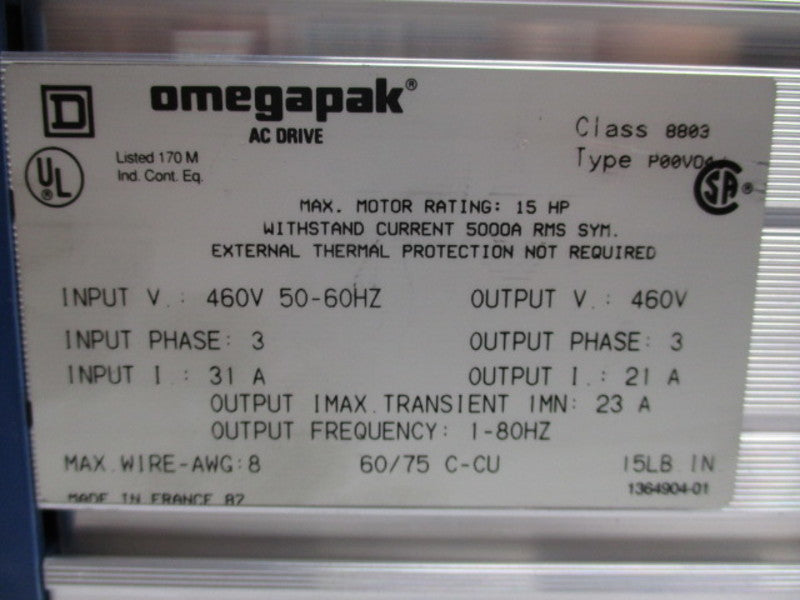 D omegapak®
AC DRIVE
UL ®
Listed 170 M
Ind. Cont. Eq.
Class 8803
Type
SA ®
MAX. MOTOR RATING: 15 HP
WITHSTAND CURRENT 5000A RMS SYM.
EXTERNAL THERMAL PROTECTION NOT REQUIRED
INPUT V.: 460V 50-60HZ OUTPUT V.: 460V
INPUT PHASE: 3 OUTPUT PHASE: 3
INPUT I.: 31 A OUTPUT I.: 21 A
OUTPUT IMAX.TRANSIENT IMN: 23 A
OUTPUT FREQUENCY: 1-80HZ
MAX.WIRE-AWG:8 60/75 C-CU 15LB.IN
1364904-01
MADE IN FRANCE 87